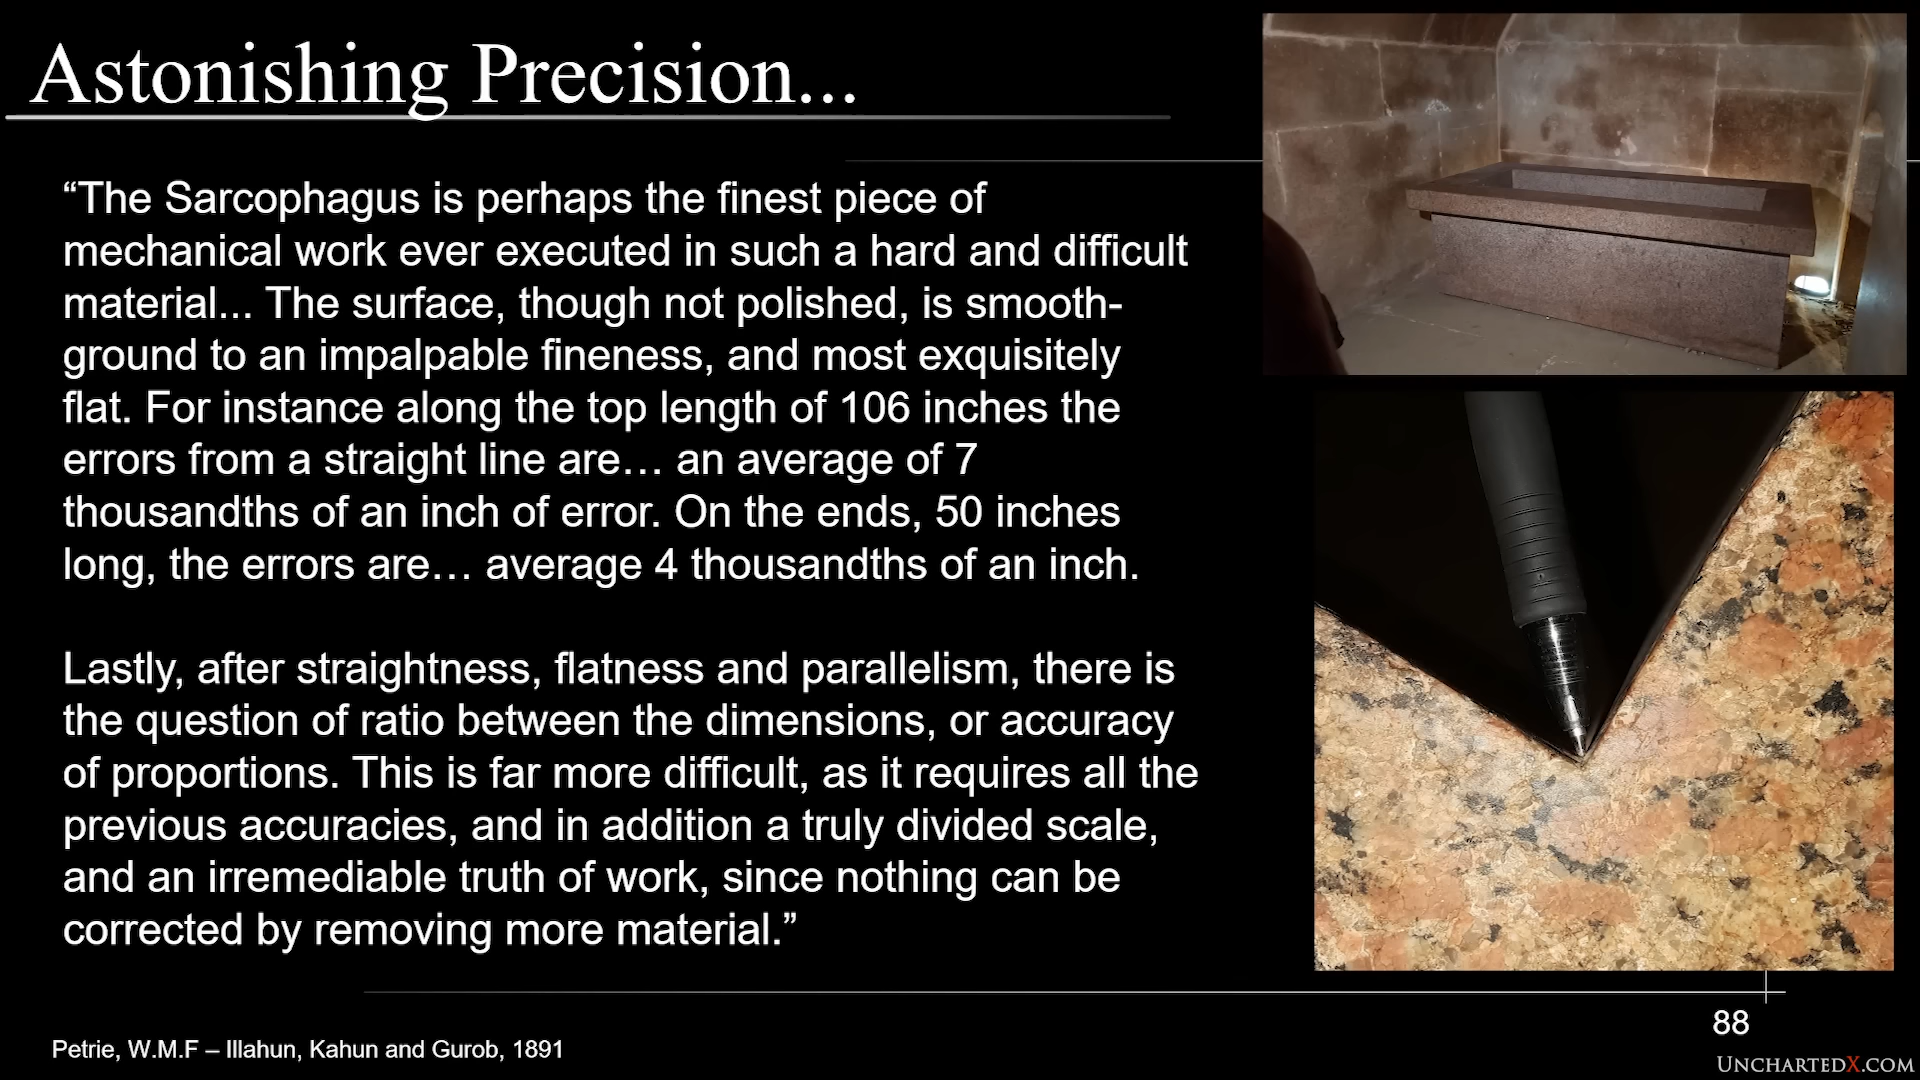 Astonishing Precision...
“The Sarcophagus is perhaps the finest piece of
mechanical work ever executed in such a hard and difficult
material... The surface, though not polished, is smooth-
ground to an impalpable fineness, and most exquisitely
flat. For instance along the top length of 106 inches the
errors from a straight line are… an average of 7
thousandths of an inch of error. On the ends, 50 inches
long, the errors are… average 4 thousandths of an inch.
Lastly, after straightness, flatness and parallelism, there is
the question of ratio between the dimensions, or accuracy
of proportions. This is far more difficult, as it requires all the
previous accuracies, and in addition a truly divided scale,
and an irremediable truth of work, since nothing can be
corrected by removing more material.”
88
Petrie, W.M.F – Illahun, Kahun and Gurob, 1891
UNCHARTEDX.COM